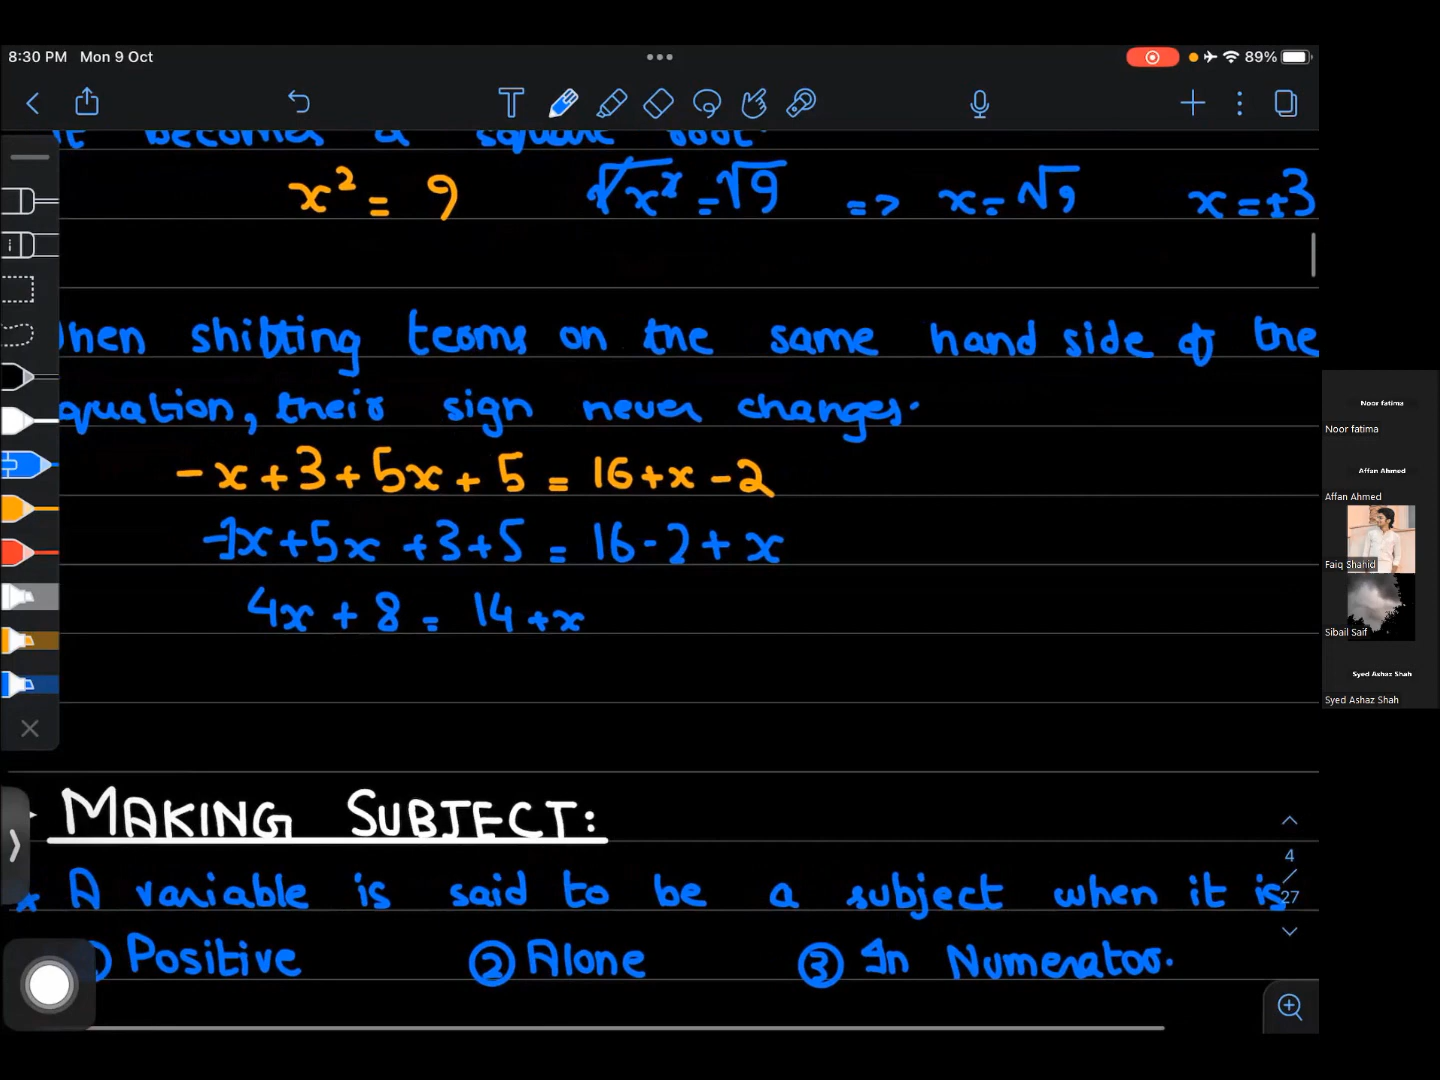 8:30 PM Mon 9 Oct
89%
becomes a square root.
x² = 9 √x² = √9 => x = √9 x = ±3
hen shifting terms on the same hand side of the
quation, their sign never changes.
-x + 3 + 5x + 5 = 16 + x - 2
-1x + 5x + 3 + 5 = 16 - 2 + x
4x + 8 = 14 + x
MAKING SUBJECT:
* A variable is said to be a subject when it is
) Positive ② Alone ③ In Numerator.
4
/
27
Noor fatima
Noor fatima
Affan Ahmed
Affan Ahmed
Faiq Shahid
Sibail Saif
Syed Ashaz Shah
Syed Ashaz Shah